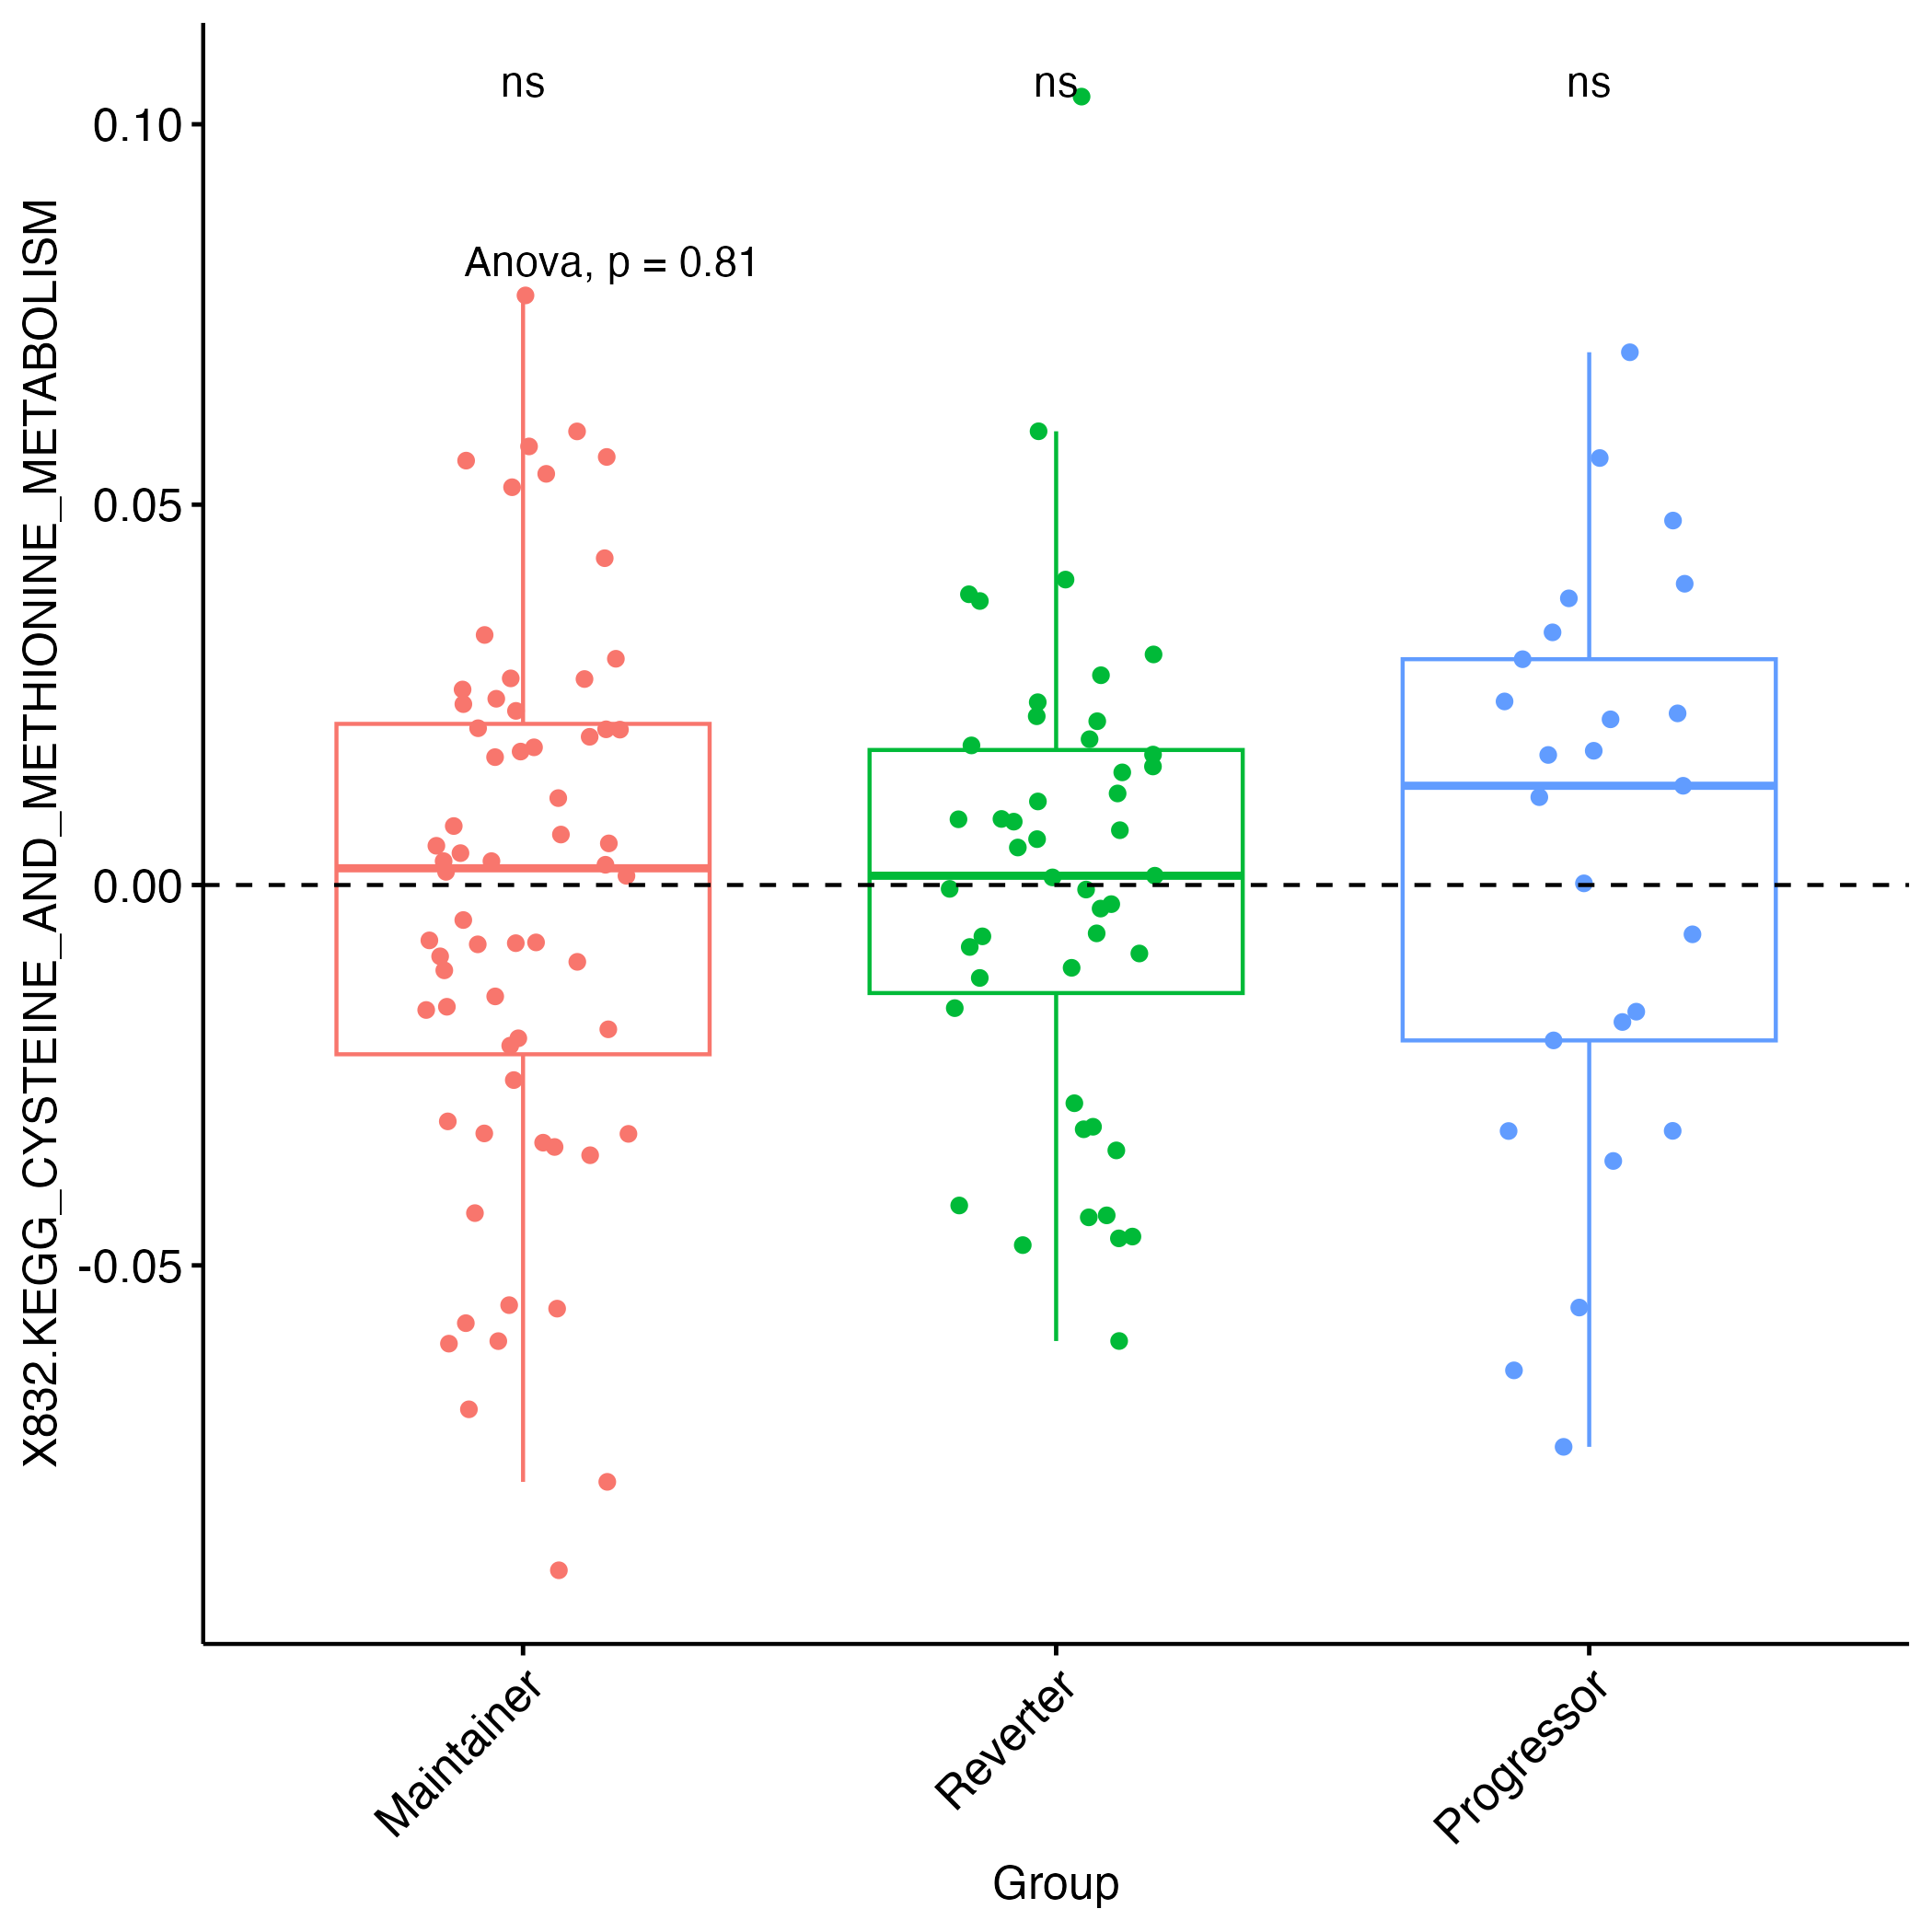 ns
ns
ns
Anova, p = 0.81
0.10
0.05
0.00
-0.05
X832.KEGG_CYSTEINE_AND_METHIONINE_METABOLISM
Maintainer
Reverter
Progressor
Group